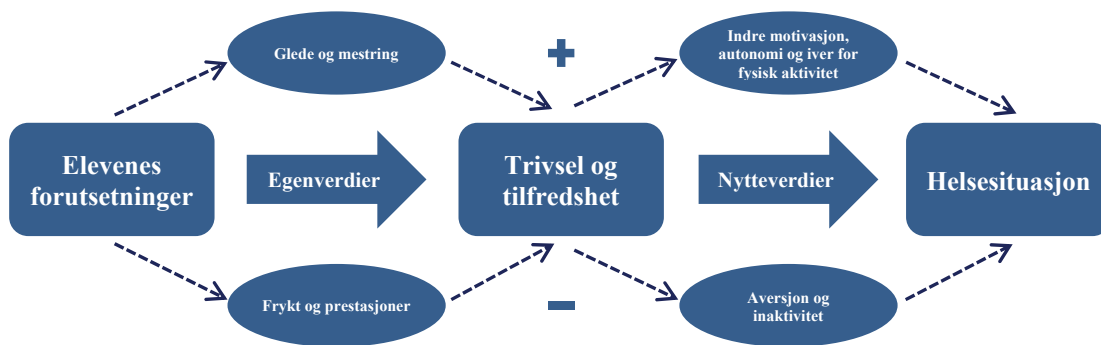 Glede og mestring
+
Indre motivasjon,
autonomi og iver for
fysisk aktivitet
Elevenes
forutsetninger
Egenverdier
Trivsel og
tilfredshet
Nytteverdier
Helsesituasjon
Frykt og prestasjoner
–
Aversjon og
inaktivitet